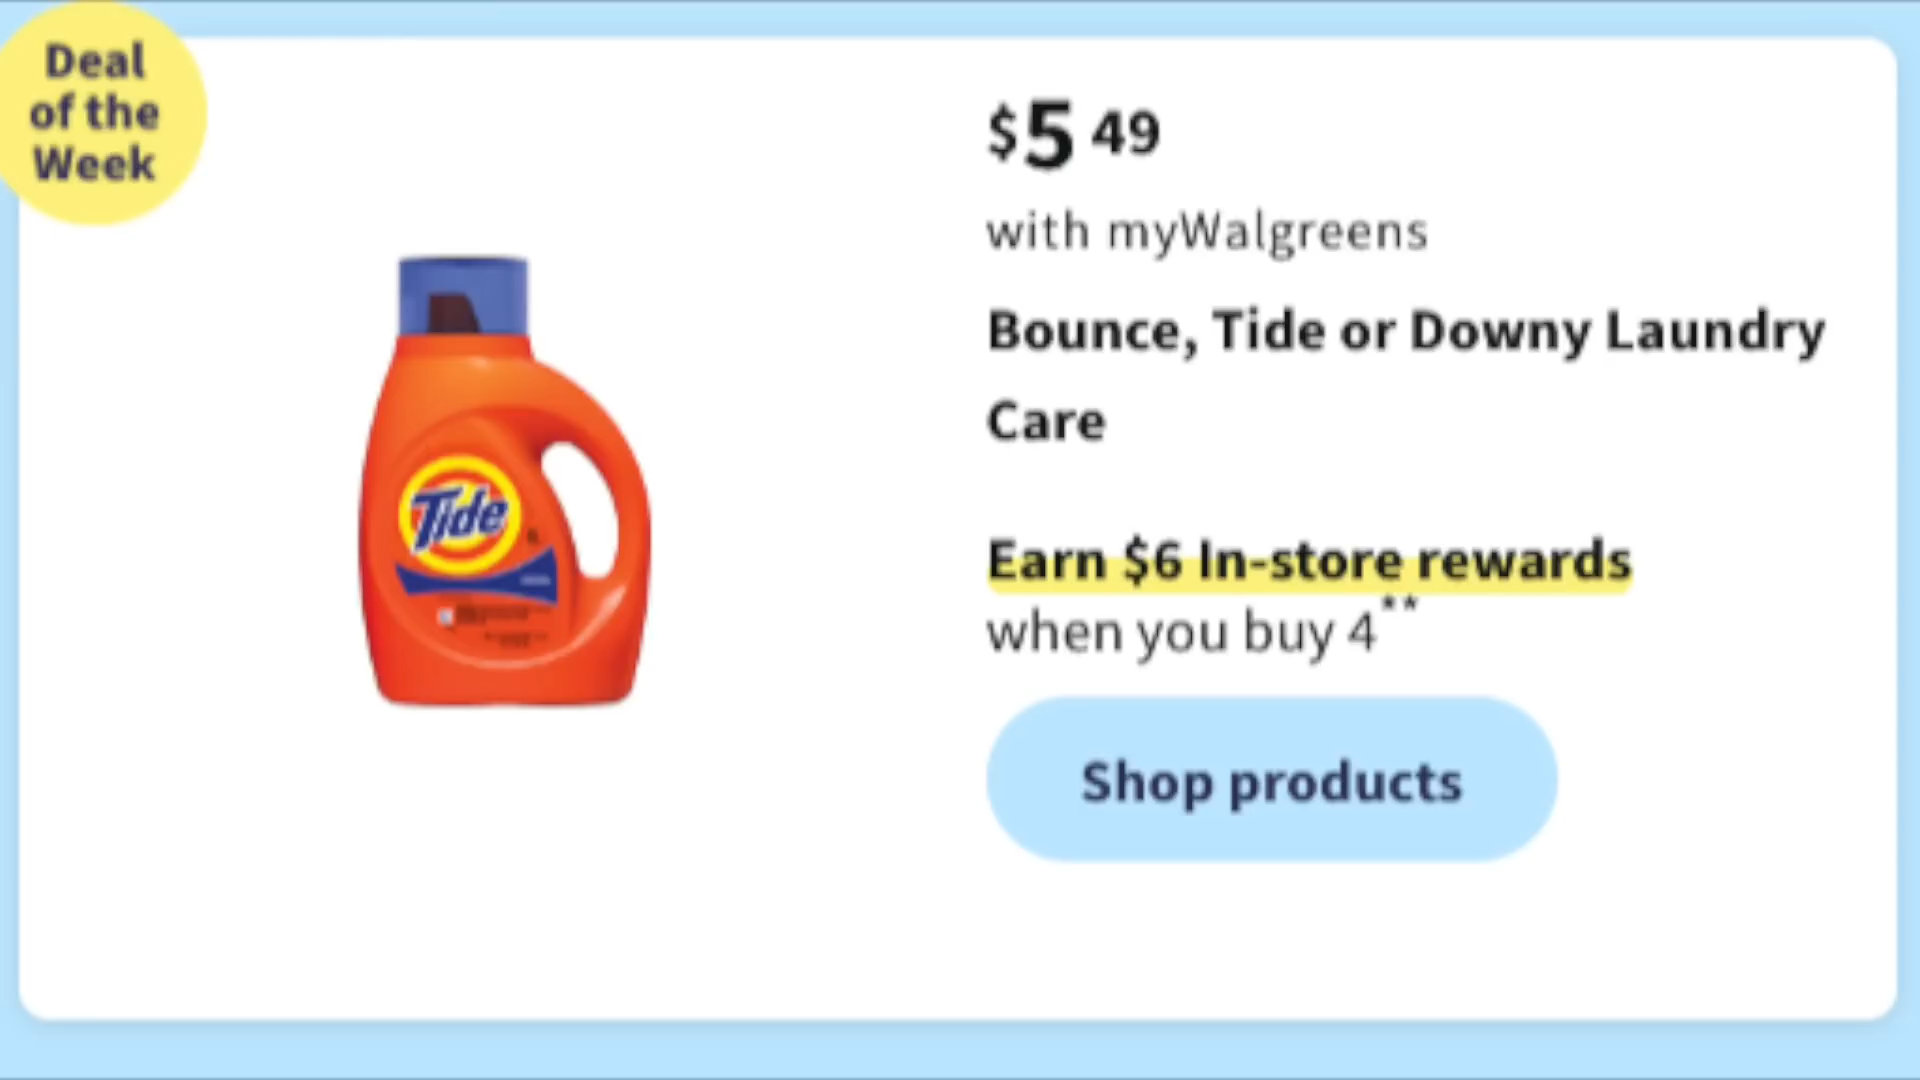 Deal
of the
Week
$5 49
with myWalgreens
Bounce, Tide or Downy Laundry
Care
Earn $6 In-store rewards
when you buy 4**
Shop products
Tide